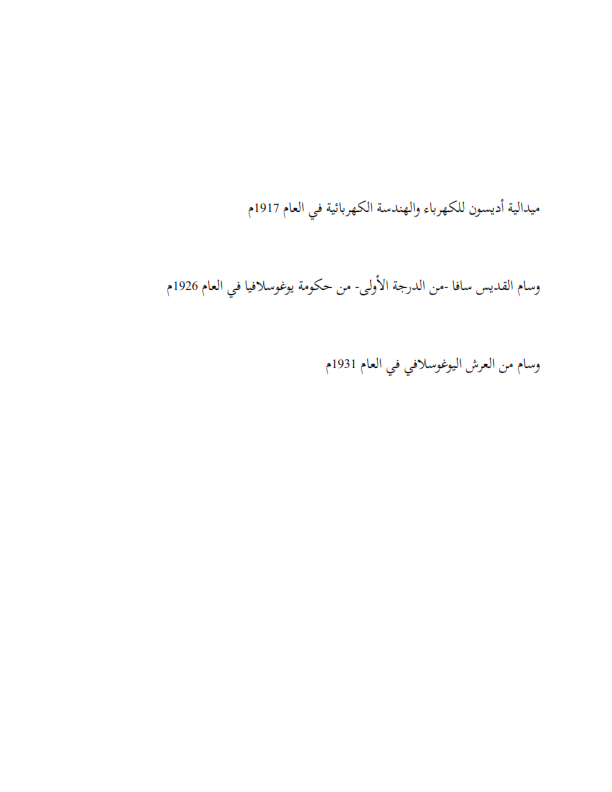 ميدالية أديسون للكهرباء والهندسة الكهربائية في العام 1917م
وسام القديس سافا -من الدرجة الأولى- من حكومة يوغوسلافيا في العام 1926م
وسام من العرش اليوغوسلافي في العام 1931م